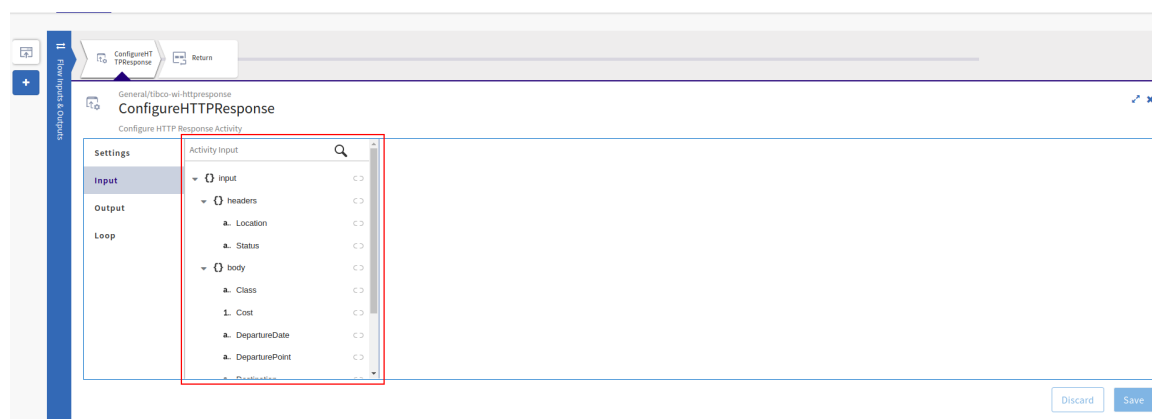 ConfigureHT
TPResponse
Return
Flow Inputs & Outputs
General/tibco-wi-httpresponse
ConfigureHTTPResponse
Configure HTTP Response Activity
Settings
Input
Output
Loop
Activity Input
{} input
{} headers
a.. Location
a.. Status
{} body
a.. Class
1.. Cost
a.. DepartureDate
a.. DeparturePoint
a.. Destination
Discard
Save